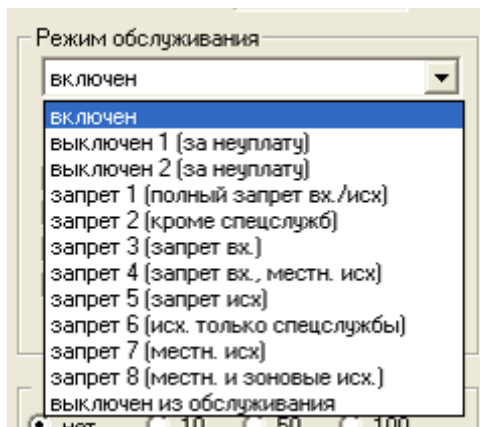 Режим обслуживания
включен
включен
выключен 1 (за неуплату)
выключен 2 (за неуплату)
запрет 1 (полный запрет вх./исх)
запрет 2 (кроме спецслужб)
запрет 3 (запрет вх.)
запрет 4 (запрет вх., местн. исх)
запрет 5 (запрет исх)
запрет 6 (исх. только спецслужбы)
запрет 7 (местн. исх)
запрет 8 (местн. и зоновые исх.)
выключен из обслуживания
нет 10 50 100